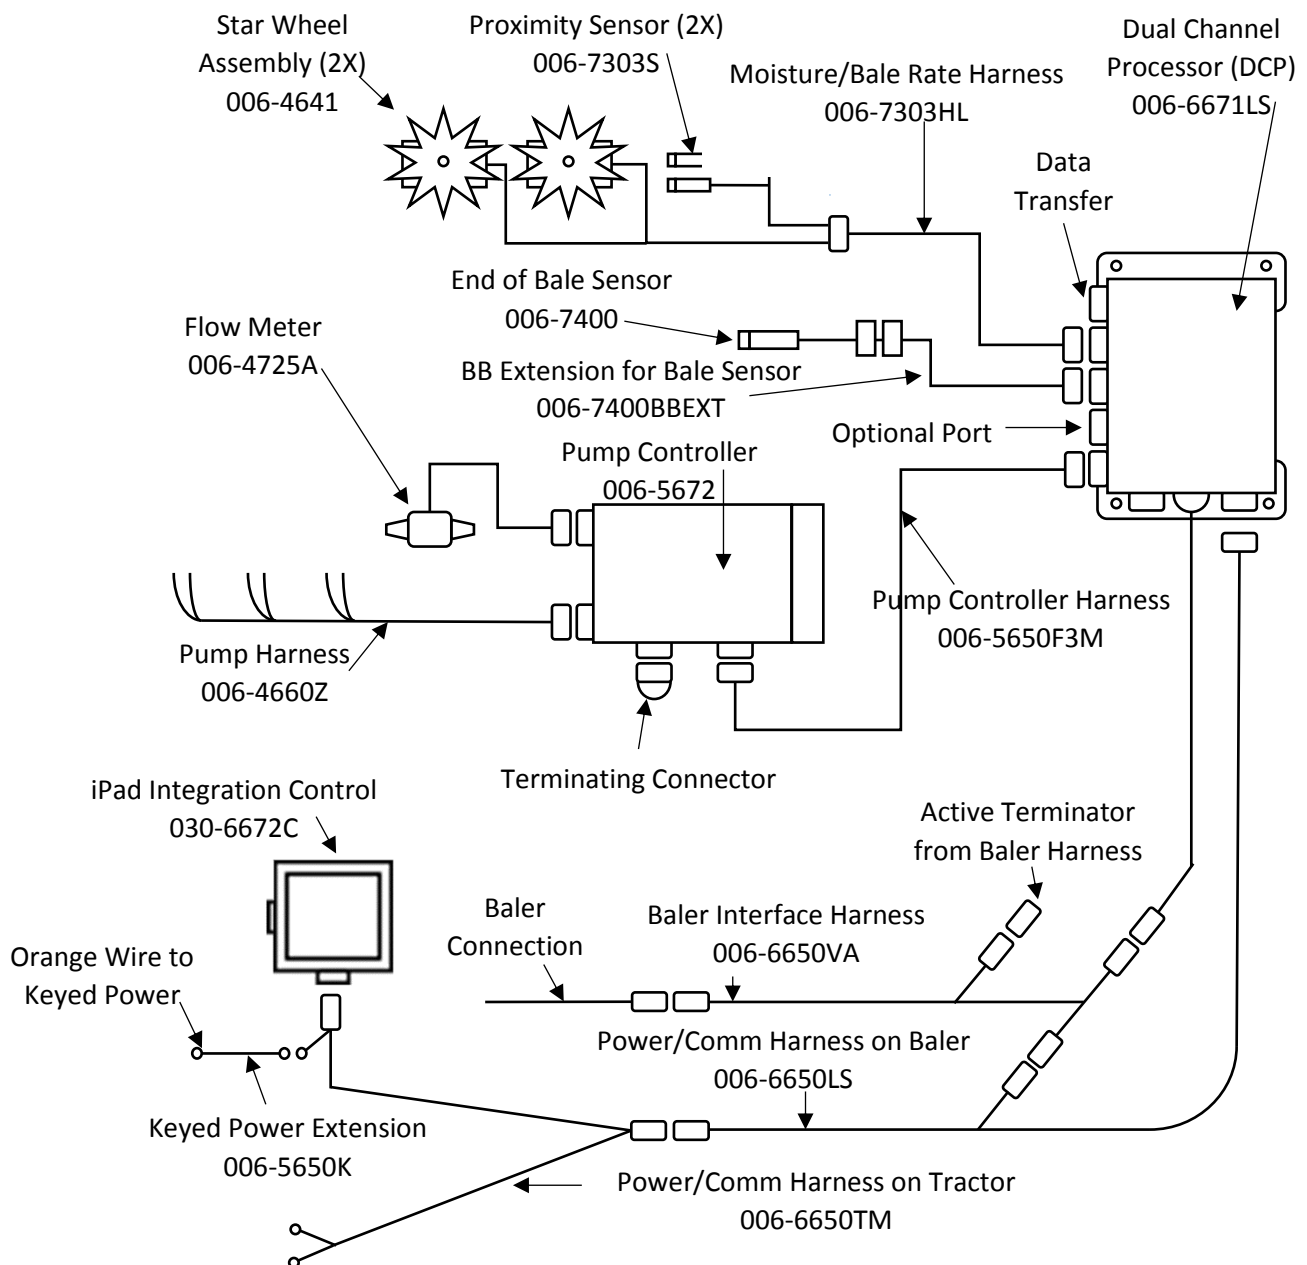 Star Wheel
Assembly (2X)
006-4641
Proximity Sensor (2X)
006-7303S
Moisture/Bale Rate Harness
006-7303HL
Dual Channel
Processor (DCP)
006-6671LS
Data
Transfer
End of Bale Sensor
006-7400
Flow Meter
006-4725A
BB Extension for Bale Sensor
006-7400BBEXT
Optional Port
Pump Controller
006-5672
Pump Controller Harness
006-5650F3M
Pump Harness
006-4660Z
Terminating Connector
iPad Integration Control
030-6672C
Active Terminator
from Baler Harness
Baler
Connection
Baler Interface Harness
006-6650VA
Orange Wire to
Keyed Power
Power/Comm Harness on Baler
006-6650LS
Keyed Power Extension
006-5650K
Power/Comm Harness on Tractor
006-6650TM